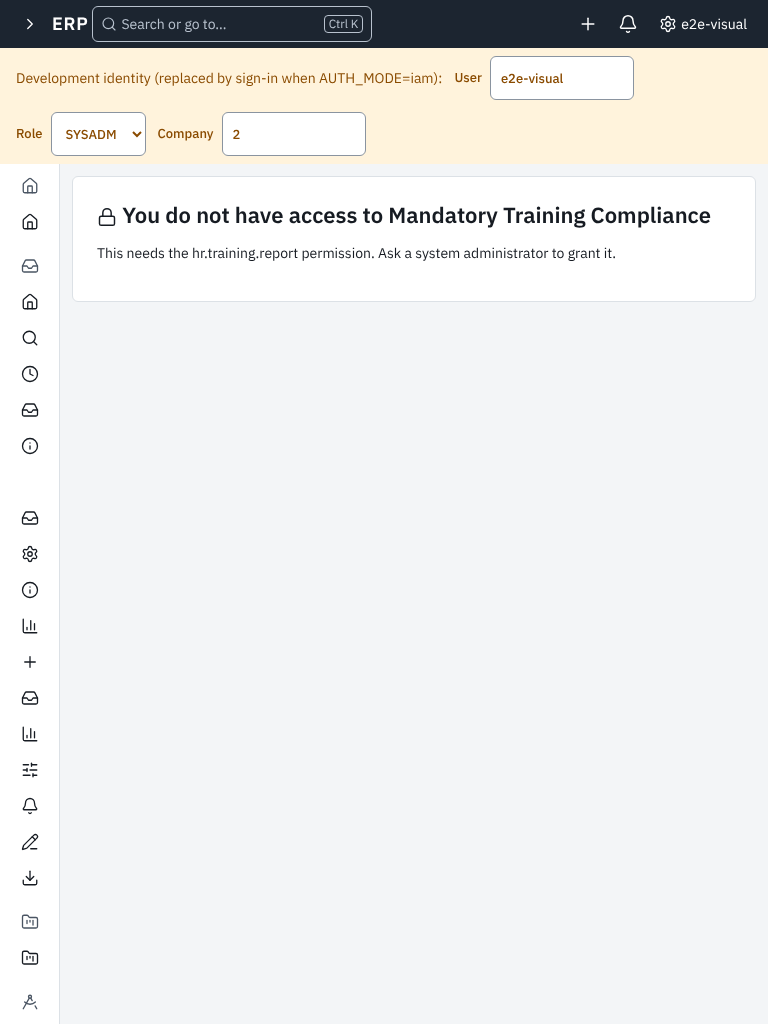 ERP Search or go to... Ctrl K e2e-visual
Development identity (replaced by sign-in when AUTH_MODE=iam): User e2e-visual
Role SYSADM Company 2
You do not have access to Mandatory Training Compliance
This needs the hr.training.report permission. Ask a system administrator to grant it.